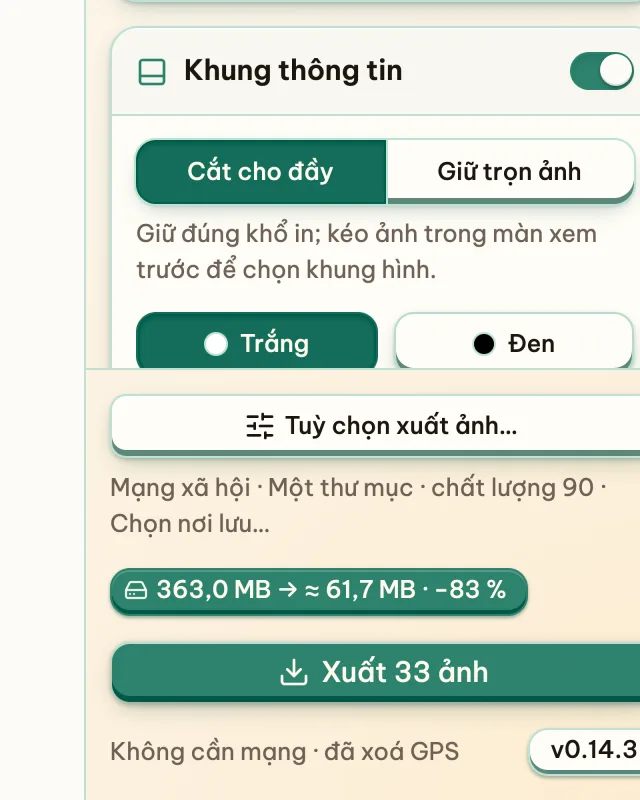 Khung thông tin
Cắt cho đầy
Giữ trọn ảnh
Giữ đúng khổ in; kéo ảnh trong màn xem
trước để chọn khung hình.
Trắng
Đen
Tuỳ chọn xuất ảnh...
Mạng xã hội · Một thư mục · chất lượng 90 ·
Chọn nơi lưu...
363,0 MB → ≈ 61,7 MB · −83 %
Xuất 33 ảnh
Không cần mạng · đã xoá GPS
v0.14.3